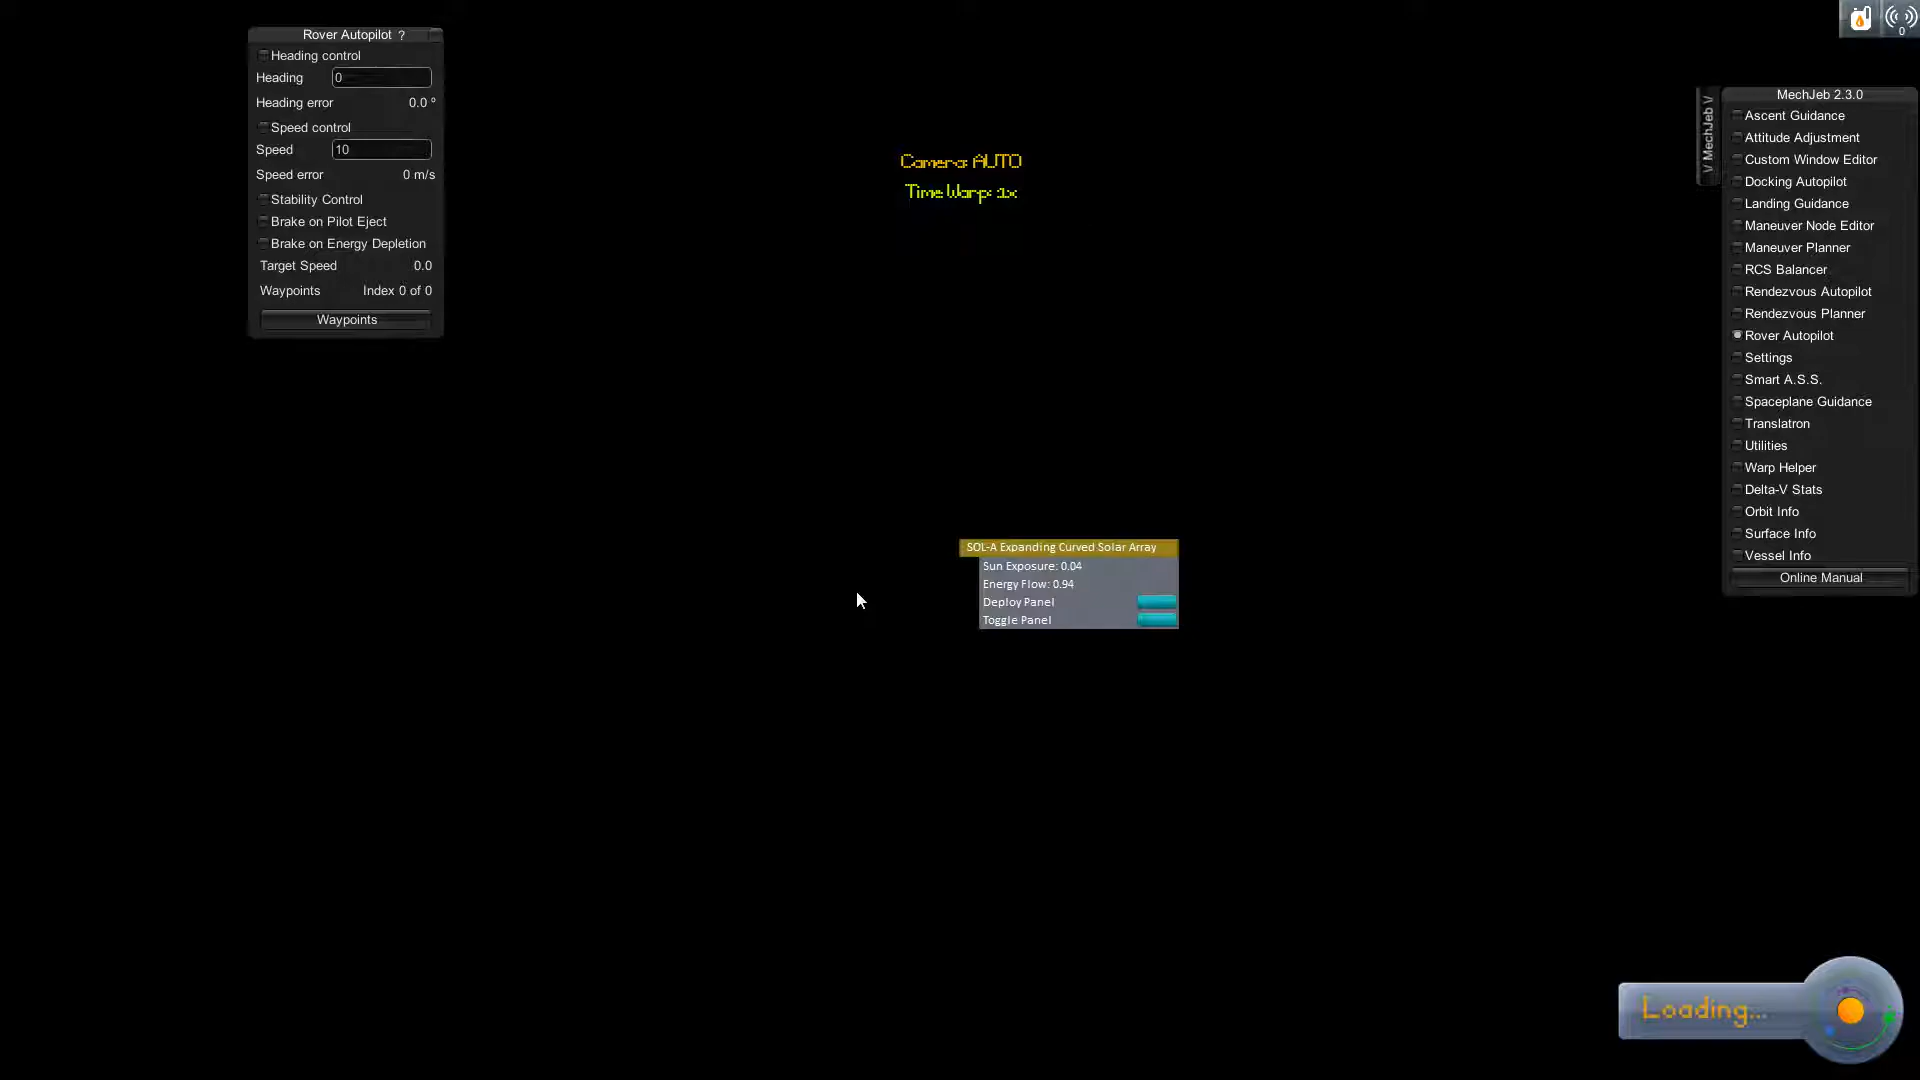 Rover Autopilot ?
Heading control
Heading 0
Heading error 0.0 º
Speed control
Speed 10
Speed error 0 m/s
Stability Control
Brake on Pilot Eject
Brake on Energy Depletion
Target Speed 0.0
Waypoints Index 0 of 0
Waypoints
Camera: AUTO
Time Warp: 1x
SOL-A Expanding Curved Solar Array
Sun Exposure: 0.04
Energy Flow: 0.94
Deploy Panel
Toggle Panel
0
V MechJeb V
MechJeb 2.3.0
Ascent Guidance
Attitude Adjustment
Custom Window Editor
Docking Autopilot
Landing Guidance
Maneuver Node Editor
Maneuver Planner
RCS Balancer
Rendezvous Autopilot
Rendezvous Planner
Rover Autopilot
Settings
Smart A.S.S.
Spaceplane Guidance
Translatron
Utilities
Warp Helper
Delta-V Stats
Orbit Info
Surface Info
Vessel Info
Online Manual
Loading...